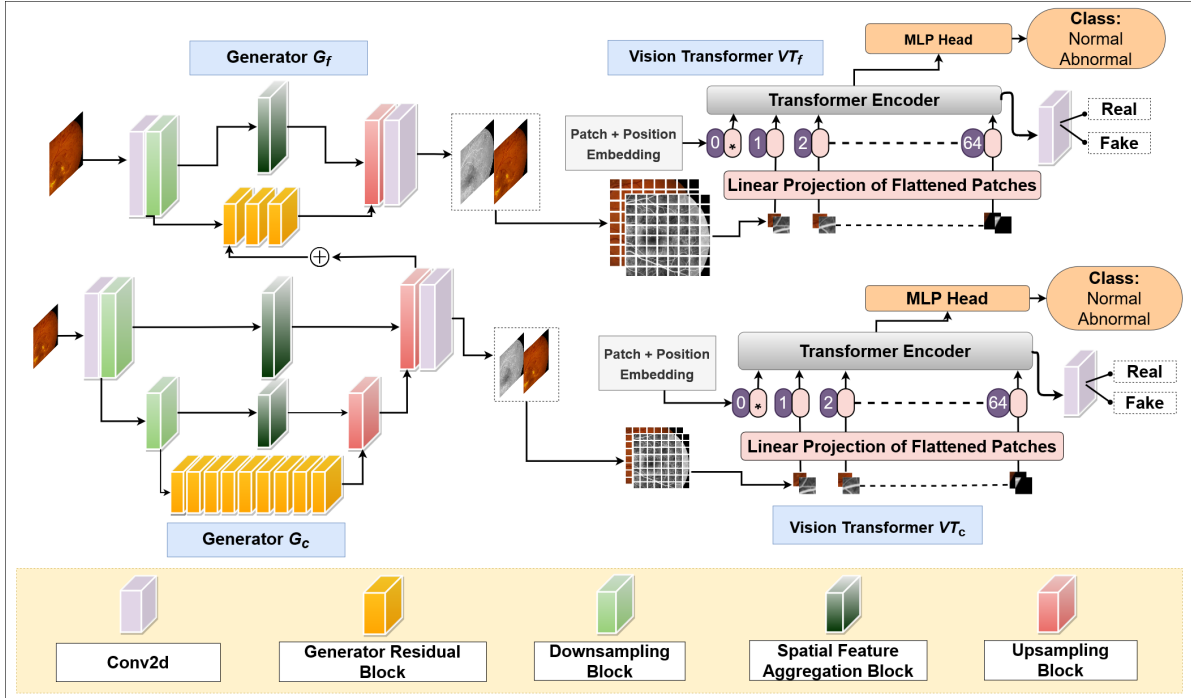 Generator Gf
Vision Transformer VTf
MLP Head
Class:
Normal
Abnormal
Transformer Encoder
Patch + Position
Embedding
0 * 1 2 64
Real
Fake
Linear Projection of Flattened Patches
+
MLP Head
Class:
Normal
Abnormal
Transformer Encoder
Patch + Position
Embedding
0 * 1 2 64
Real
Fake
Linear Projection of Flattened Patches
Generator Gc
Vision Transformer VTc
Conv2d
Generator Residual
Block
Downsampling
Block
Spatial Feature
Aggregation Block
Upsampling
Block